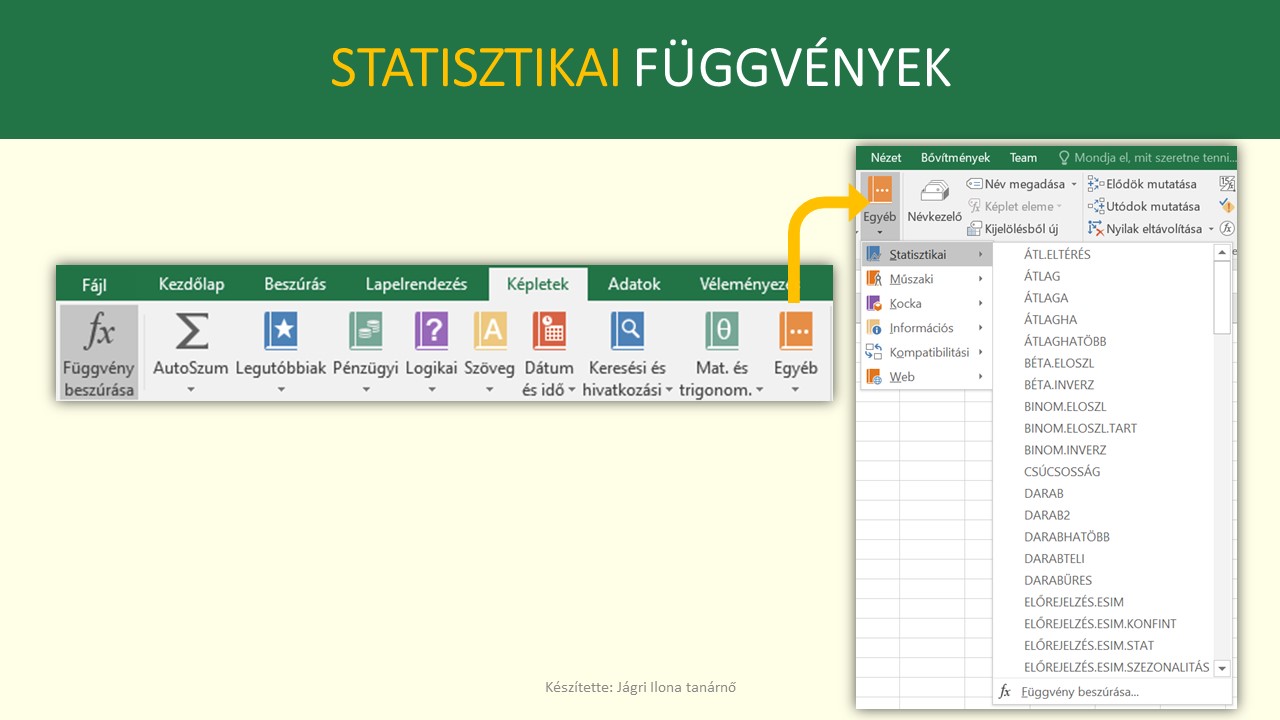 STATISZTIKAI FÜGGVÉNYEK
Fájl Kezdőlap Beszúrás Lapelrendezés Képletek Adatok
Függvény beszúrása
AutoSzum
Legutóbbiak
Pénzügyi
Logikai
Szöveg
Dátum és idő
Keresési és hivatkozási
Mat. és trigonom.
Egyéb
Nézet Bővítmények Team Mondja el, mit szeretne tenni...
Egyéb
Névkezelő
Név megadása
Képlet eleme
Kijelölésből új
Elődök mutatása
Utódok mutatása
Nyilak eltávolítása
Statisztikai
Műszaki
Kocka
Információs
Kompatibilitási
Web
ÁTL.ELTÉRÉS
ÁTLAG
ÁTLAGA
ÁTLAGHA
ÁTLAGHATÖBB
BÉTA.ELOSZL
BÉTA.INVERZ
BINOM.ELOSZL
BINOM.ELOSZL.TART
BINOM.INVERZ
CSÚCSOSSÁG
DARAB
DARAB2
DARABHATÖBB
DARABTELI
DARABÜRES
ELŐREJELZÉS.ESIM
ELŐREJELZÉS.ESIM.KONFINT
ELŐREJELZÉS.ESIM.STAT
ELŐREJELZÉS.ESIM.SZEZONALITÁS
fx Függvény beszúrása...
Készítette: Jágri Ilona tanárnő